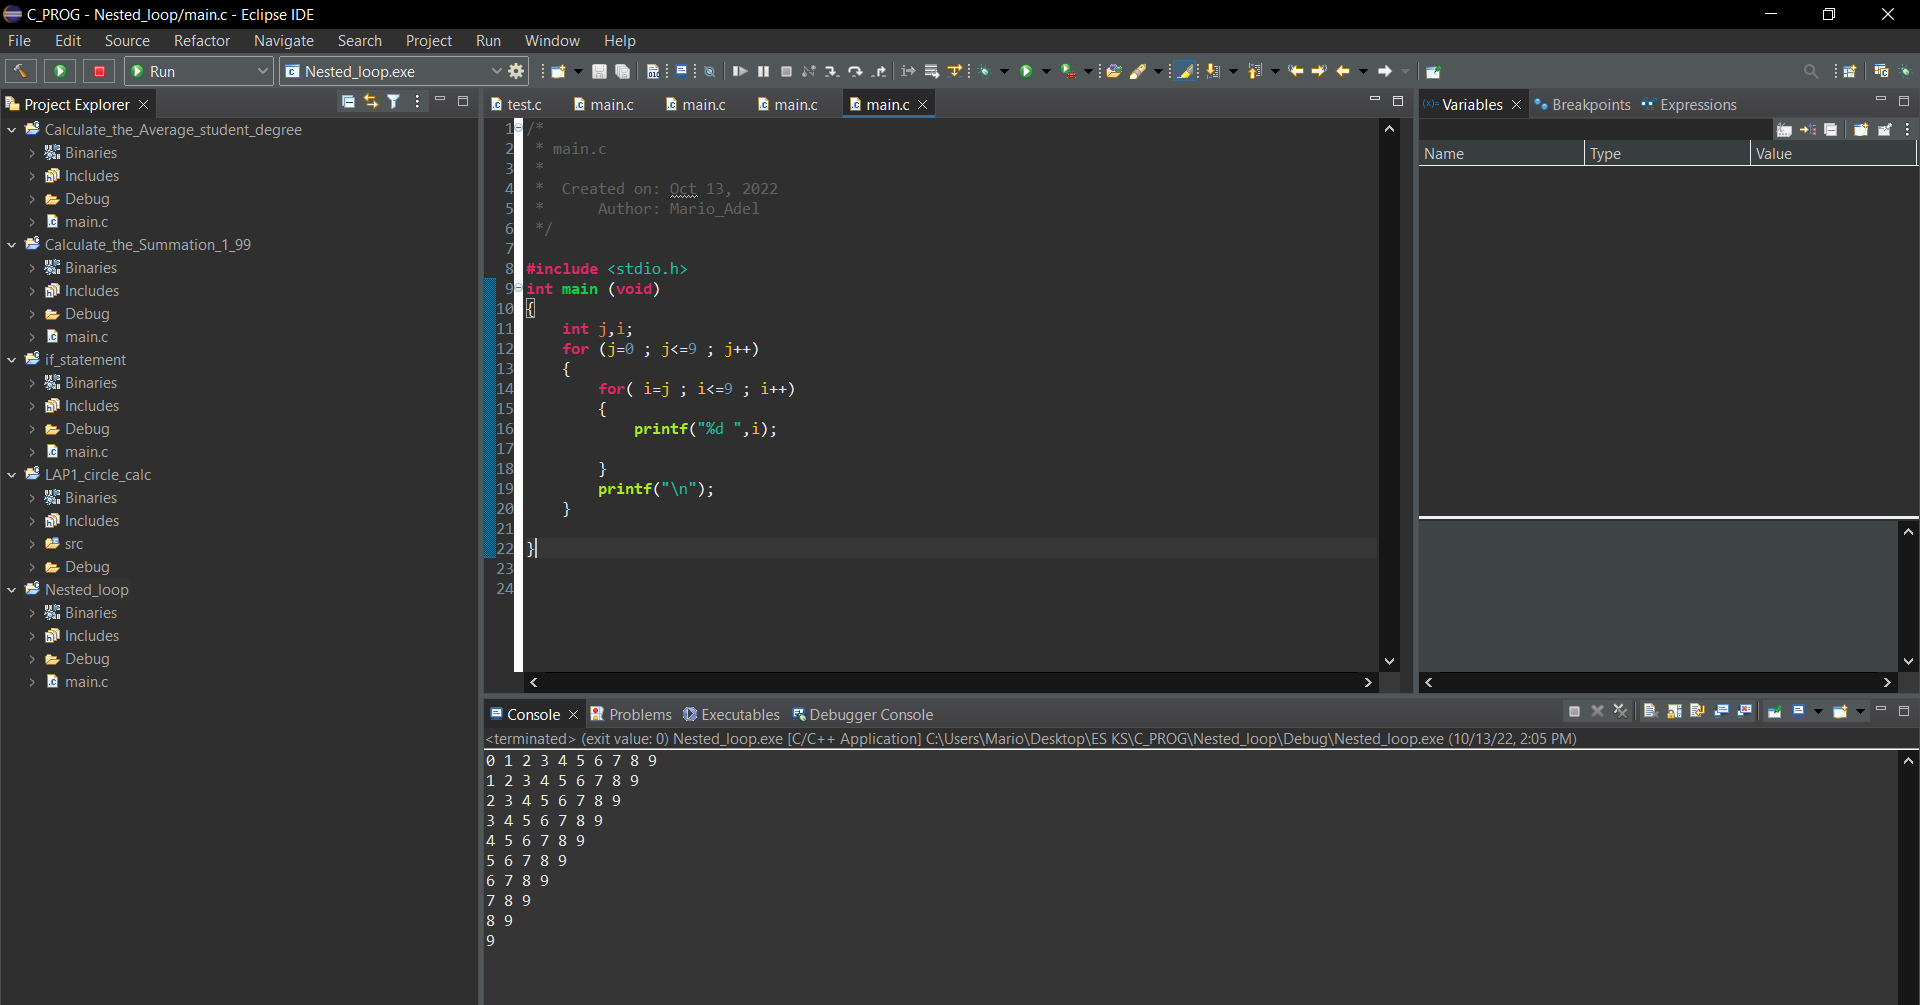 C_PROG - Nested_loop/main.c - Eclipse IDE
File Edit Source Refactor Navigate Search Project Run Window Help
Run Nested_loop.exe
Project Explorer
Calculate_the_Average_student_degree
Binaries
Includes
Debug
main.c
Calculate_the_Summation_1_99
Binaries
Includes
Debug
main.c
if_statement
Binaries
Includes
Debug
main.c
LAP1_circle_calc
Binaries
Includes
src
Debug
Nested_loop
Binaries
Includes
Debug
main.c
test.c main.c main.c main.c main.c
1 /*
2 * main.c
3 *
4 * Created on: Oct 13, 2022
5 * Author: Mario_Adel
6 */
7
8 #include <stdio.h>
9 int main (void)
10 {
11 int j,i;
12 for (j=0 ; j<=9 ; j++)
13 {
14 for( i=j ; i<=9 ; i++)
15 {
16 printf("%d ",i);
17
18 }
19 printf("\n");
20 }
21
22 }
23
24
(x)= Variables Breakpoints Expressions
Name Type Value
Console Problems Executables Debugger Console
<terminated> (exit value: 0) Nested_loop.exe [C/C++ Application] C:\Users\Mario\Desktop\ES KS\C_PROG\Nested_loop\Debug\Nested_loop.exe (10/13/22, 2:05 PM)
0 1 2 3 4 5 6 7 8 9
1 2 3 4 5 6 7 8 9
2 3 4 5 6 7 8 9
3 4 5 6 7 8 9
4 5 6 7 8 9
5 6 7 8 9
6 7 8 9
7 8 9
8 9
9